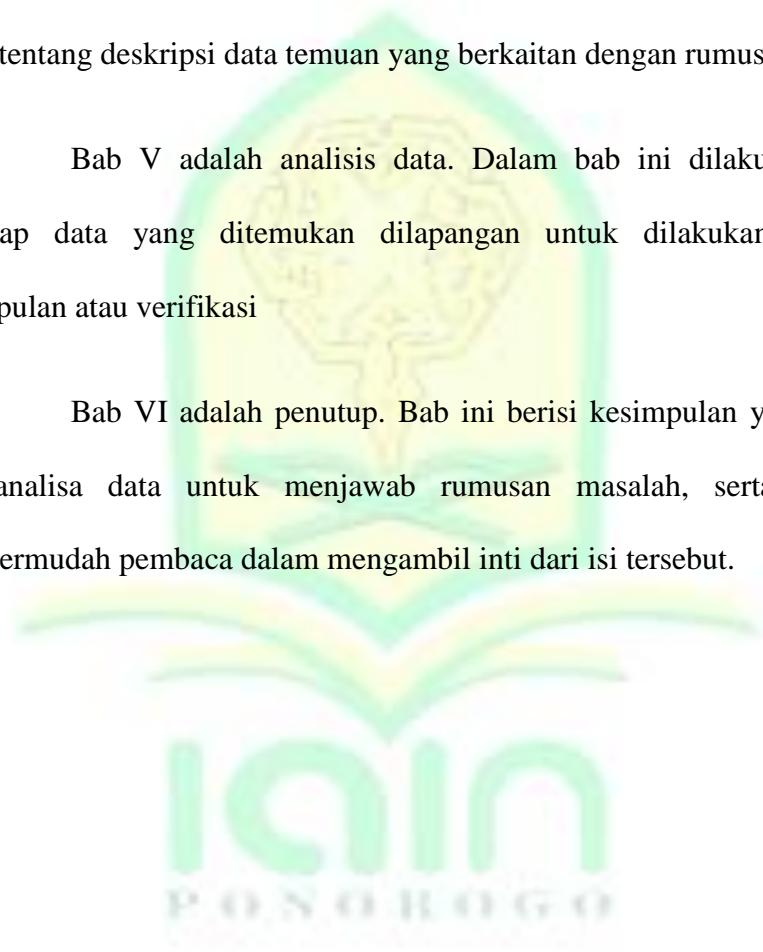 tentang deskripsi data temuan yang berkaitan dengan rumus
Bab V adalah analisis data. Dalam bab ini dilaku
ap data yang ditemukan dilapangan untuk dilakukan
pulan atau verifikasi
Bab VI adalah penutup. Bab ini berisi kesimpulan y
analisa data untuk menjawab rumusan masalah, serta
ermudah pembaca dalam mengambil inti dari isi tersebut.
iain
PONOROGO